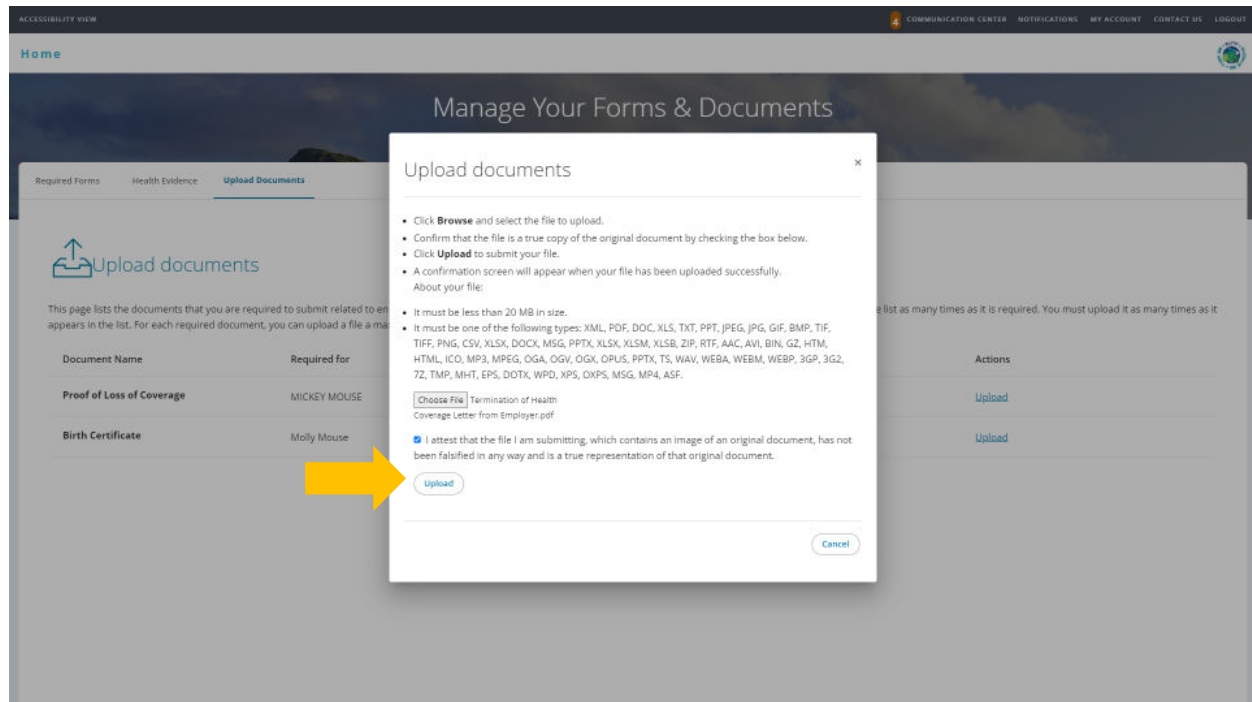 ACCESSIBILITY VIEW
4 COMMUNICATION CENTER NOTIFICATIONS MY ACCOUNT CONTACT US LOGOUT
Home
Manage Your Forms & Documents
Required Forms Health Evidence Upload Documents
Upload documents
This page lists the documents that you are required to submit related to en
e list as many times as it is required. You must upload it as many times as it
appears in the list. For each required document, you can upload a file a ma
Document Name Required for Actions
Proof of Loss of Coverage MICKEY MOUSE Upload
Birth Certificate Molly Mouse Upload
Upload documents ×
• Click Browse and select the file to upload.
• Confirm that the file is a true copy of the original document by checking the box below.
• Click Upload to submit your file.
• A confirmation screen will appear when your file has been uploaded successfully.
About your file:
• It must be less than 20 MB in size.
• It must be one of the following types: XML, PDF, DOC, XLS, TXT, PPT, JPEG, JPG, GIF, BMP, TIF,
TIFF, PNG, CSV, XLSX, DOCX, MSG, PPTX, XLSX, XLSM, XLSB, ZIP, RTF, AAC, AVI, BIN, GZ, HTM,
HTML, ICO, MP3, MPEG, OGA, OGV, OGX, OPUS, PPTX, TS, WAV, WEBA, WEBM, WEBP, 3GP, 3G2,
7Z, TMP, MHT, EPS, DOTX, WPD, XPS, OXPS, MSG, MP4, ASF.
Choose File Termination of Health
Coverage Letter from Employer.pdf
I attest that the file I am submitting, which contains an image of an original document, has not
been falsified in any way and is a true representation of that original document.
Upload
Cancel